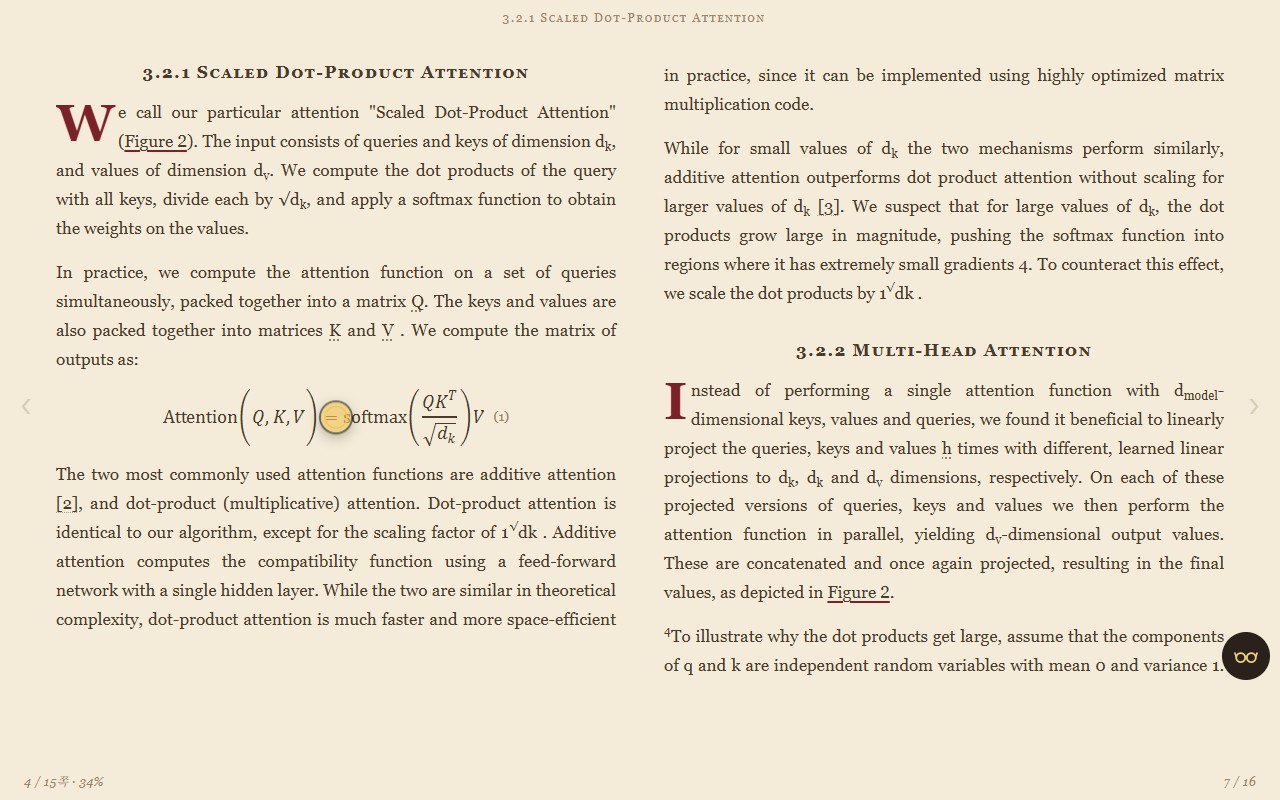 3.2.1 Scaled Dot-Product Attention
3.2.1 Scaled Dot-Product Attention
We call our particular attention "Scaled Dot-Product Attention"
(Figure 2). The input consists of queries and keys of dimension dk,
and values of dimension dv. We compute the dot products of the query
with all keys, divide each by √dk, and apply a softmax function to obtain
the weights on the values.
In practice, we compute the attention function on a set of queries
simultaneously, packed together into a matrix Q. The keys and values are
also packed together into matrices K and V . We compute the matrix of
outputs as:
Attention(Q, K, V) = softmax(QK^T / √dk)V (1)
The two most commonly used attention functions are additive attention
[2], and dot-product (multiplicative) attention. Dot-product attention is
identical to our algorithm, except for the scaling factor of 1√dk . Additive
attention computes the compatibility function using a feed-forward
network with a single hidden layer. While the two are similar in theoretical
complexity, dot-product attention is much faster and more space-efficient
in practice, since it can be implemented using highly optimized matrix
multiplication code.
While for small values of dk the two mechanisms perform similarly,
additive attention outperforms dot product attention without scaling for
larger values of dk [3]. We suspect that for large values of dk, the dot
products grow large in magnitude, pushing the softmax function into
regions where it has extremely small gradients 4. To counteract this effect,
we scale the dot products by 1√dk .
3.2.2 Multi-Head Attention
Instead of performing a single attention function with dmodel-
dimensional keys, values and queries, we found it beneficial to linearly
project the queries, keys and values h times with different, learned linear
projections to dk, dk and dv dimensions, respectively. On each of these
projected versions of queries, keys and values we then perform the
attention function in parallel, yielding dv-dimensional output values.
These are concatenated and once again projected, resulting in the final
values, as depicted in Figure 2.
4To illustrate why the dot products get large, assume that the components
of q and k are independent random variables with mean 0 and variance 1.
4 / 15쪽 · 34%
7 / 16